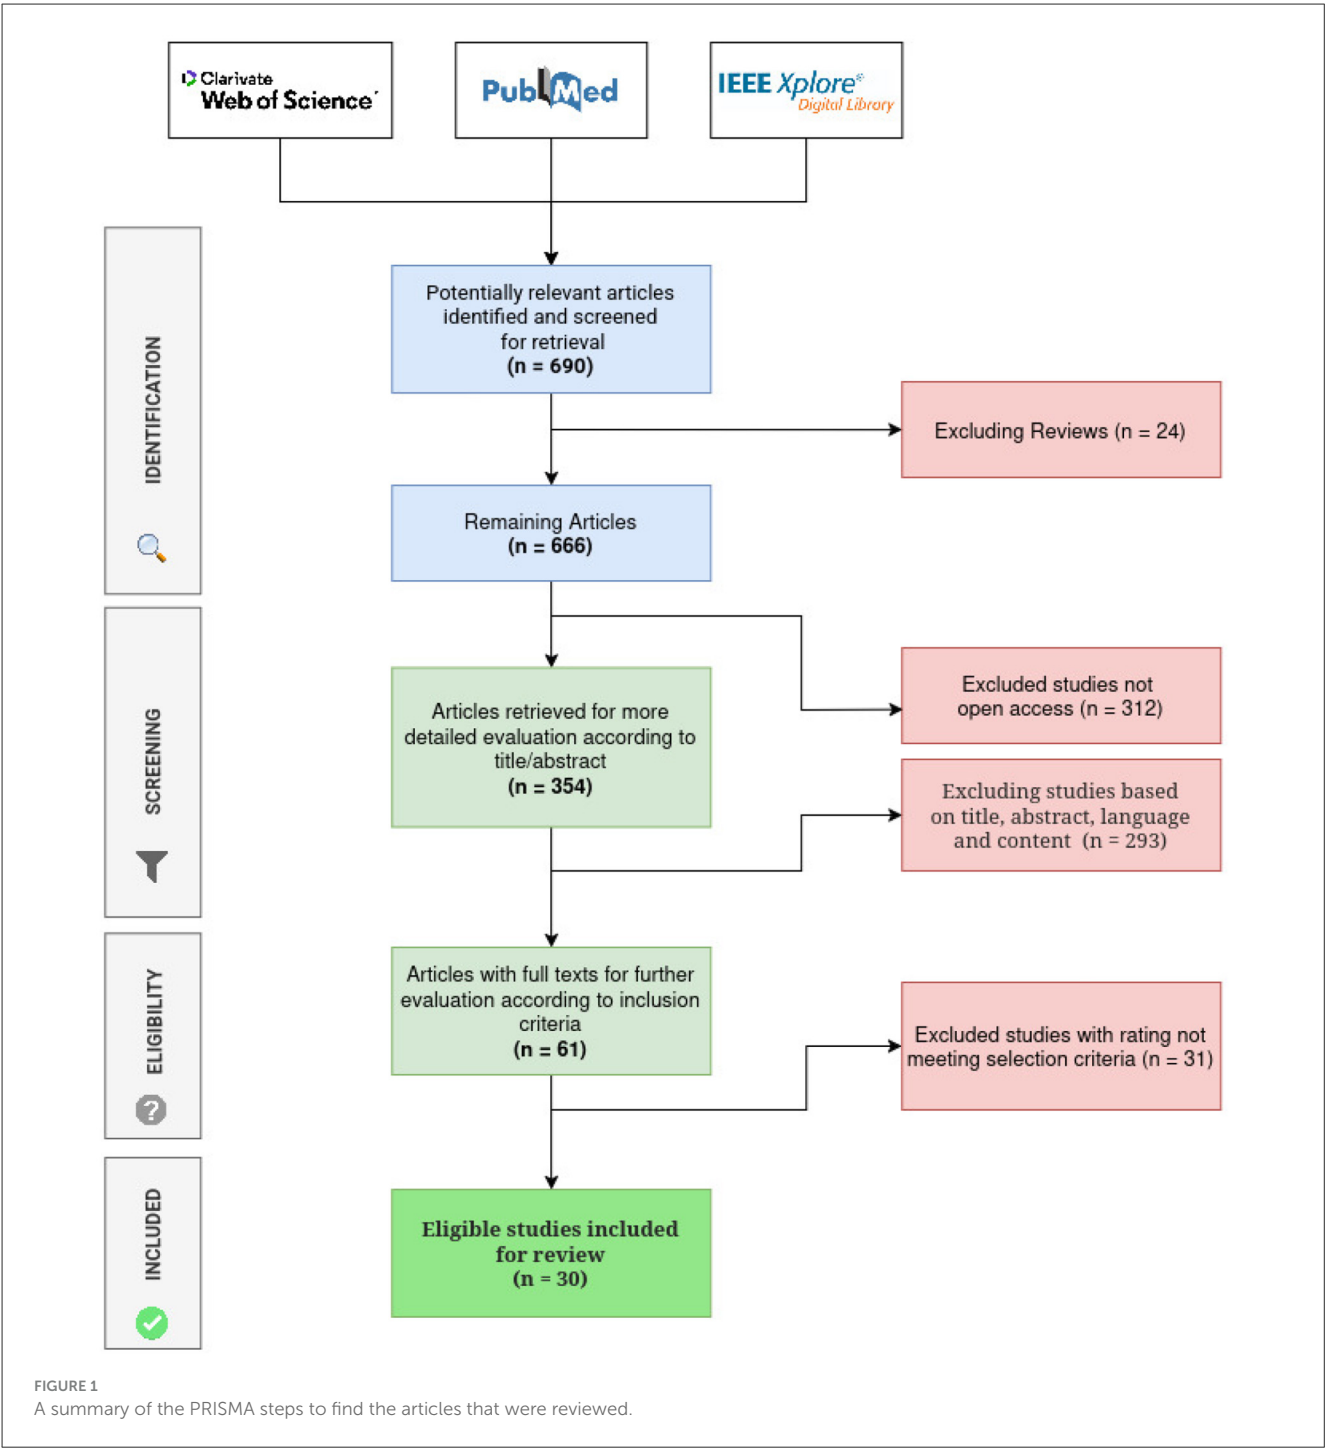 Clarivate
Web of Science
PubMed
IEEE Xplore®
Digital Library
IDENTIFICATION
Potentially relevant articles
identified and screened
for retrieval
(n = 690)
Excluding Reviews (n = 24)
Remaining Articles
(n = 666)
SCREENING
Excluded studies not
open access (n = 312)
Articles retrieved for more
detailed evaluation according to
title/abstract
(n = 354)
Excluding studies based
on title, abstract, language
and content (n = 293)
ELIGIBILITY
Articles with full texts for further
evaluation according to inclusion
criteria
(n = 61)
Excluded studies with rating not
meeting selection criteria (n = 31)
INCLUDED
Eligible studies included
for review
(n = 30)
FIGURE 1
A summary of the PRISMA steps to find the articles that were reviewed.